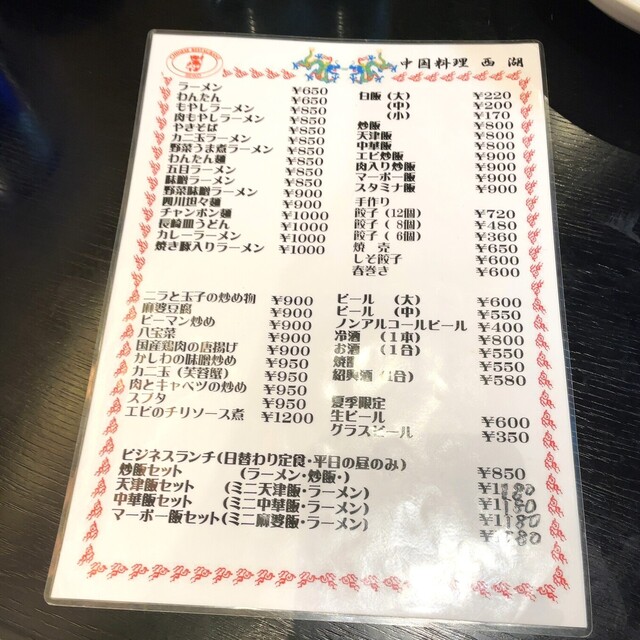 中国料理 西湖
ラーメン ¥650
わんたん ¥650
もやしラーメン ¥850
肉もやしラーメン ¥850
やきそば ¥850
カニ玉ラーメン ¥850
野菜うま煮ラーメン ¥850
わんたん麺 ¥850
五目ラーメン ¥850
味噌ラーメン ¥850
野菜味噌ラーメン ¥900
四川坦々麺 ¥900
チャンポン麺 ¥1000
長崎皿うどん ¥1000
カレーラーメン ¥1000
焼き豚入りラーメン ¥1000
白飯 (大) ¥220
(中) ¥200
(小) ¥170
炒飯 ¥800
天津飯 ¥800
中華飯 ¥800
エビ炒飯 ¥900
肉入り炒飯 ¥900
マーボー飯 ¥900
スタミナ飯 ¥900
手作り
餃子 (12個) ¥720
餃子 ( 8個) ¥480
餃子 ( 6個) ¥360
焼 売 ¥650
しそ餃子 ¥600
春巻き ¥600
ニラと玉子の炒め物 ¥900
麻婆豆腐 ¥900
ピーマン炒め ¥900
八宝菜 ¥900
国産鶏肉の唐揚げ ¥900
かしわの味噌炒め ¥950
カニ玉 (芙蓉蟹) ¥950
肉とキャベツの炒め ¥950
スブタ ¥950
エビのチリソース煮 ¥1200
ビール (大) ¥600
ビール (中) ¥550
ノンアルコールビール ¥400
冷酒 (1本) ¥800
お酒 (1合) ¥550
¥550
紹興酒 (1合) ¥580
夏季限定
生ビール ¥600
グラスビール ¥350
ビジネスランチ(日替わり定食・平日の昼のみ) ¥850
炒飯セット (ラーメン・炒飯・) ¥1180
天津飯セット (ミニ天津飯・ラーメン) ¥1180
中華飯セット (ミニ中華飯・ラーメン) ¥1180
マーボー飯セット(ミニ麻婆飯・ラーメン)